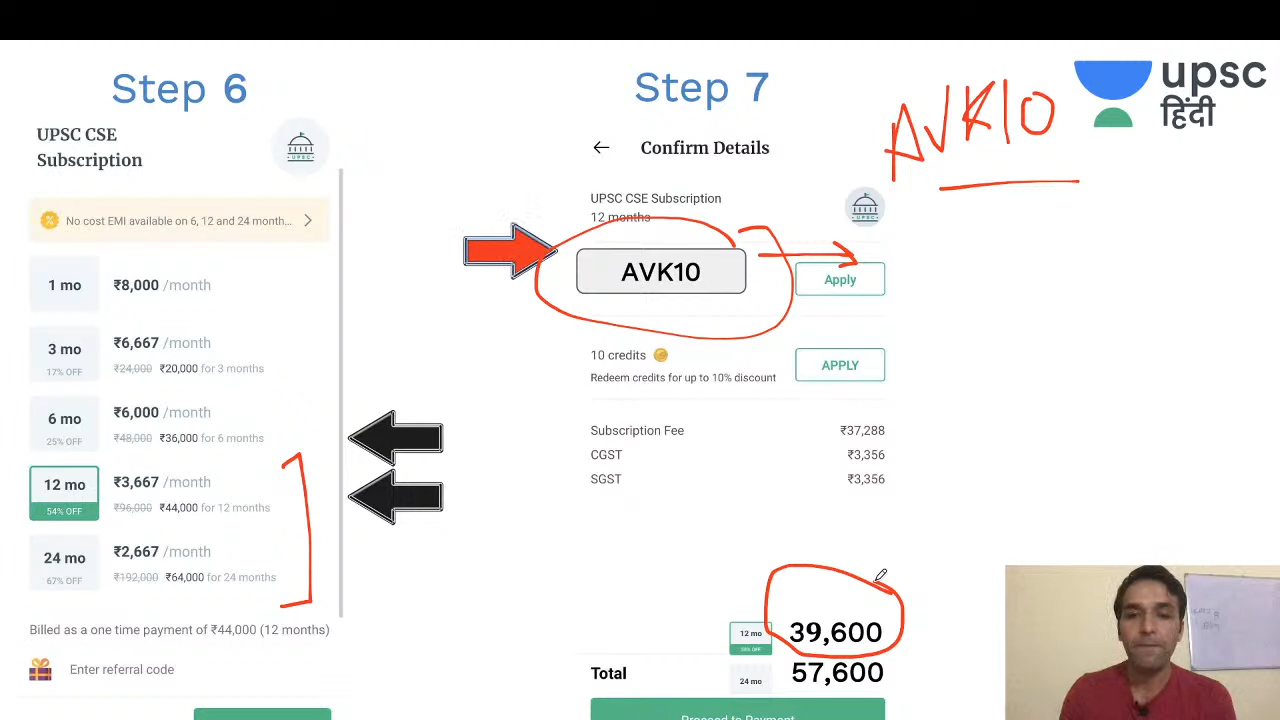 Step 6
UPSC CSE
Subscription
UPSC
No cost EMI available on 6, 12 and 24 month...
1 mo
₹8,000 /month
3 mo
17% OFF
₹6,667 /month
₹24,000 ₹20,000 for 3 months
6 mo
25% OFF
₹6,000 /month
₹48,000 ₹36,000 for 6 months
12 mo
54% OFF
₹3,667 /month
₹96,000 ₹44,000 for 12 months
24 mo
67% OFF
₹2,667 /month
₹192,000 ₹64,000 for 24 months
Billed as a one time payment of ₹44,000 (12 months)
Enter referral code
Step 7
AVK10
upsc
हिंदी
Confirm Details
UPSC CSE Subscription
12 months
UPSC
AVK10
Apply
10 credits
Redeem credits for up to 10% discount
APPLY
Subscription Fee ₹37,288
CGST ₹3,356
SGST ₹3,356
12 mo
39,600
Total
24 mo
57,600
Proceed to Payment